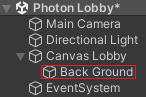 Photon Lobby*
Main Camera
Directional Light
Canvas Lobby
Back Ground
EventSystem